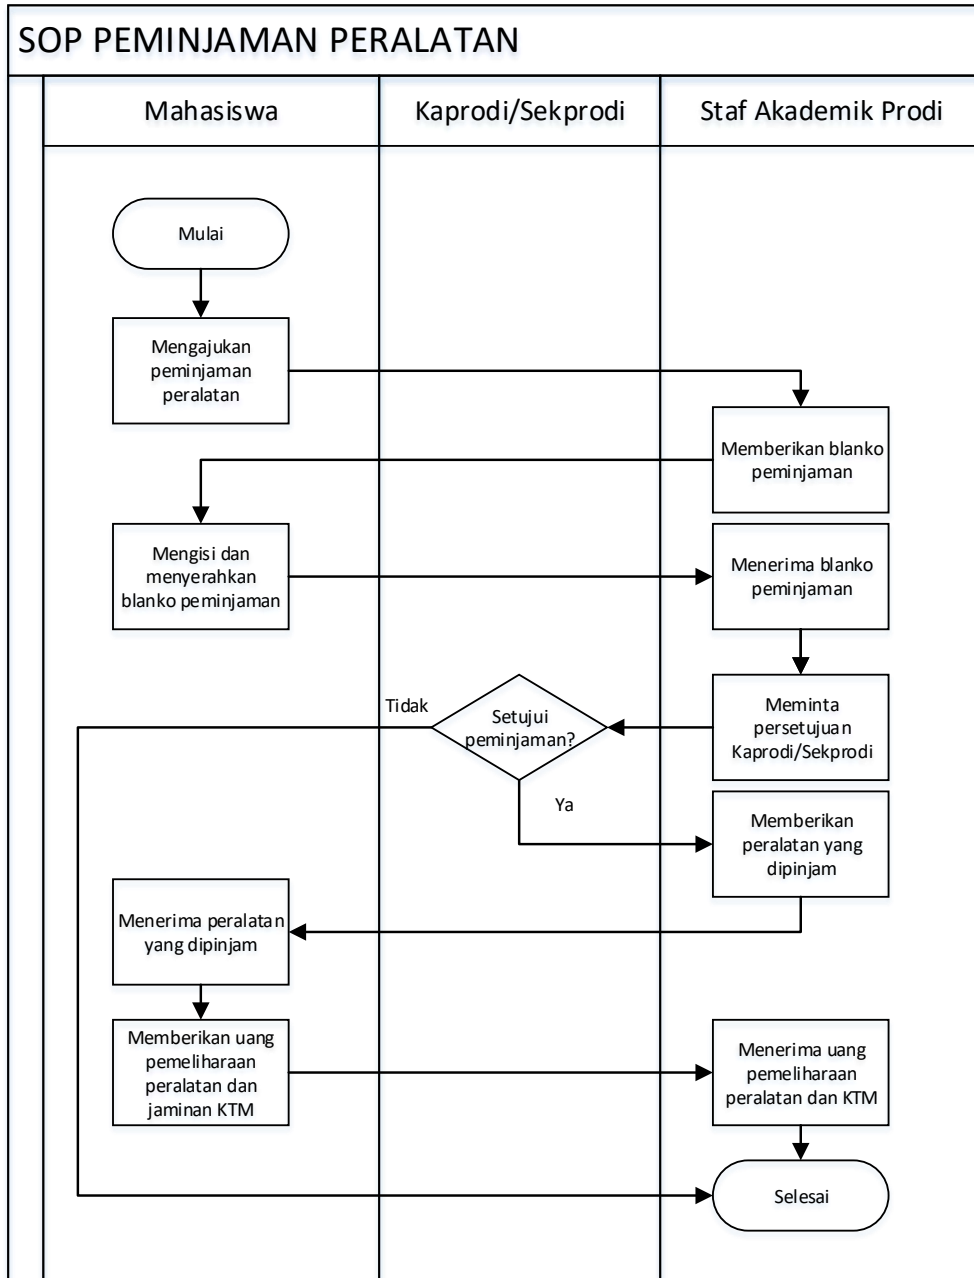 SOP PEMINJAMAN PERALATAN
Mahasiswa
Kaprodi/Sekprodi
Staf Akademik Prodi
Mulai
Mengajukan
peminjaman
peralatan
Memberikan blanko
peminjaman
Mengisi dan
menyerahkan
blanko peminjaman
Menerima blanko
peminjaman
Meminta
persetujuan
Kaprodi/Sekprodi
Setujui
peminjaman?
Tidak
Ya
Memberikan
peralatan yang
dipinjam
Menerima peralatan
yang dipinjam
Memberikan uang
pemeliharaan
peralatan dan
jaminan KTM
Menerima uang
pemeliharaan
peralatan dan KTM
Selesai